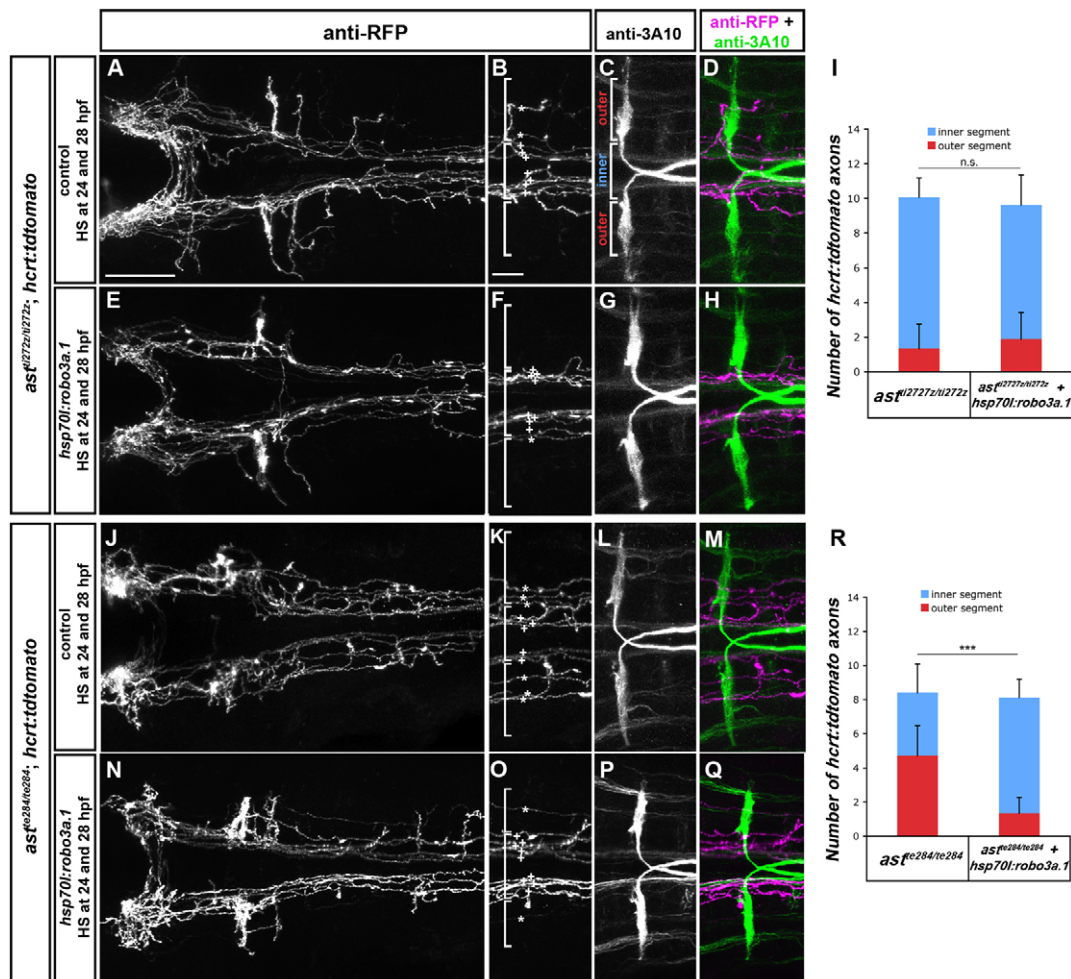 anti-RFP
anti-3A10
anti-RFP +
anti-3A10
ast ti272z/ti272z; hcrt:tdtomato
control
HS at 24 and 28 hpf
A
B
C
D
outer
inner
outer
hsp70l:robo3a.1
HS at 24 and 28 hpf
E
F
G
H
I
inner segment
outer segment
n.s.
Number of hcrt:tdtomato axons
14
12
10
8
6
4
2
0
ast ti2727z/ti272z
ast ti2727z/ti272z +
hsp70l:robo3a.1
ast te284/te284; hcrt:tdtomato
control
HS at 24 and 28 hpf
J
K
L
M
hsp70l:robo3a.1
HS at 24 and 28 hpf
N
O
P
Q
R
inner segment
outer segment
***
Number of hcrt:tdtomato axons
14
12
10
8
6
4
2
0
ast te284/te284
ast te284/te284 +
hsp70l:robo3a.1